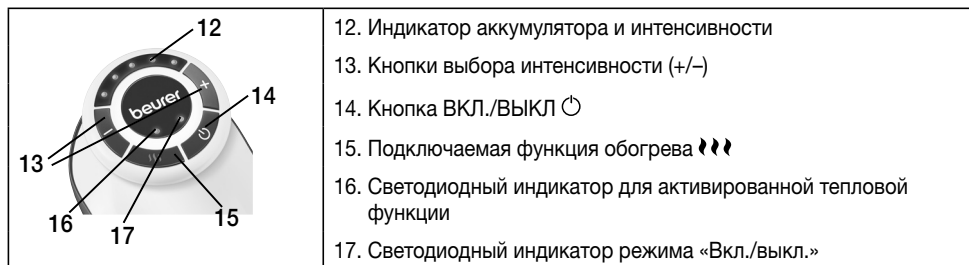 12
13
14
15
16
17
beurer
+
–
12. Индикатор аккумулятора и интенсивности
13. Кнопки выбора интенсивности (+/–)
14. Кнопка ВКЛ./ВЫКЛ
15. Подключаемая функция обогрева
16. Светодиодный индикатор для активированной тепловой
функции
17. Светодиодный индикатор режима «Вкл./выкл.»